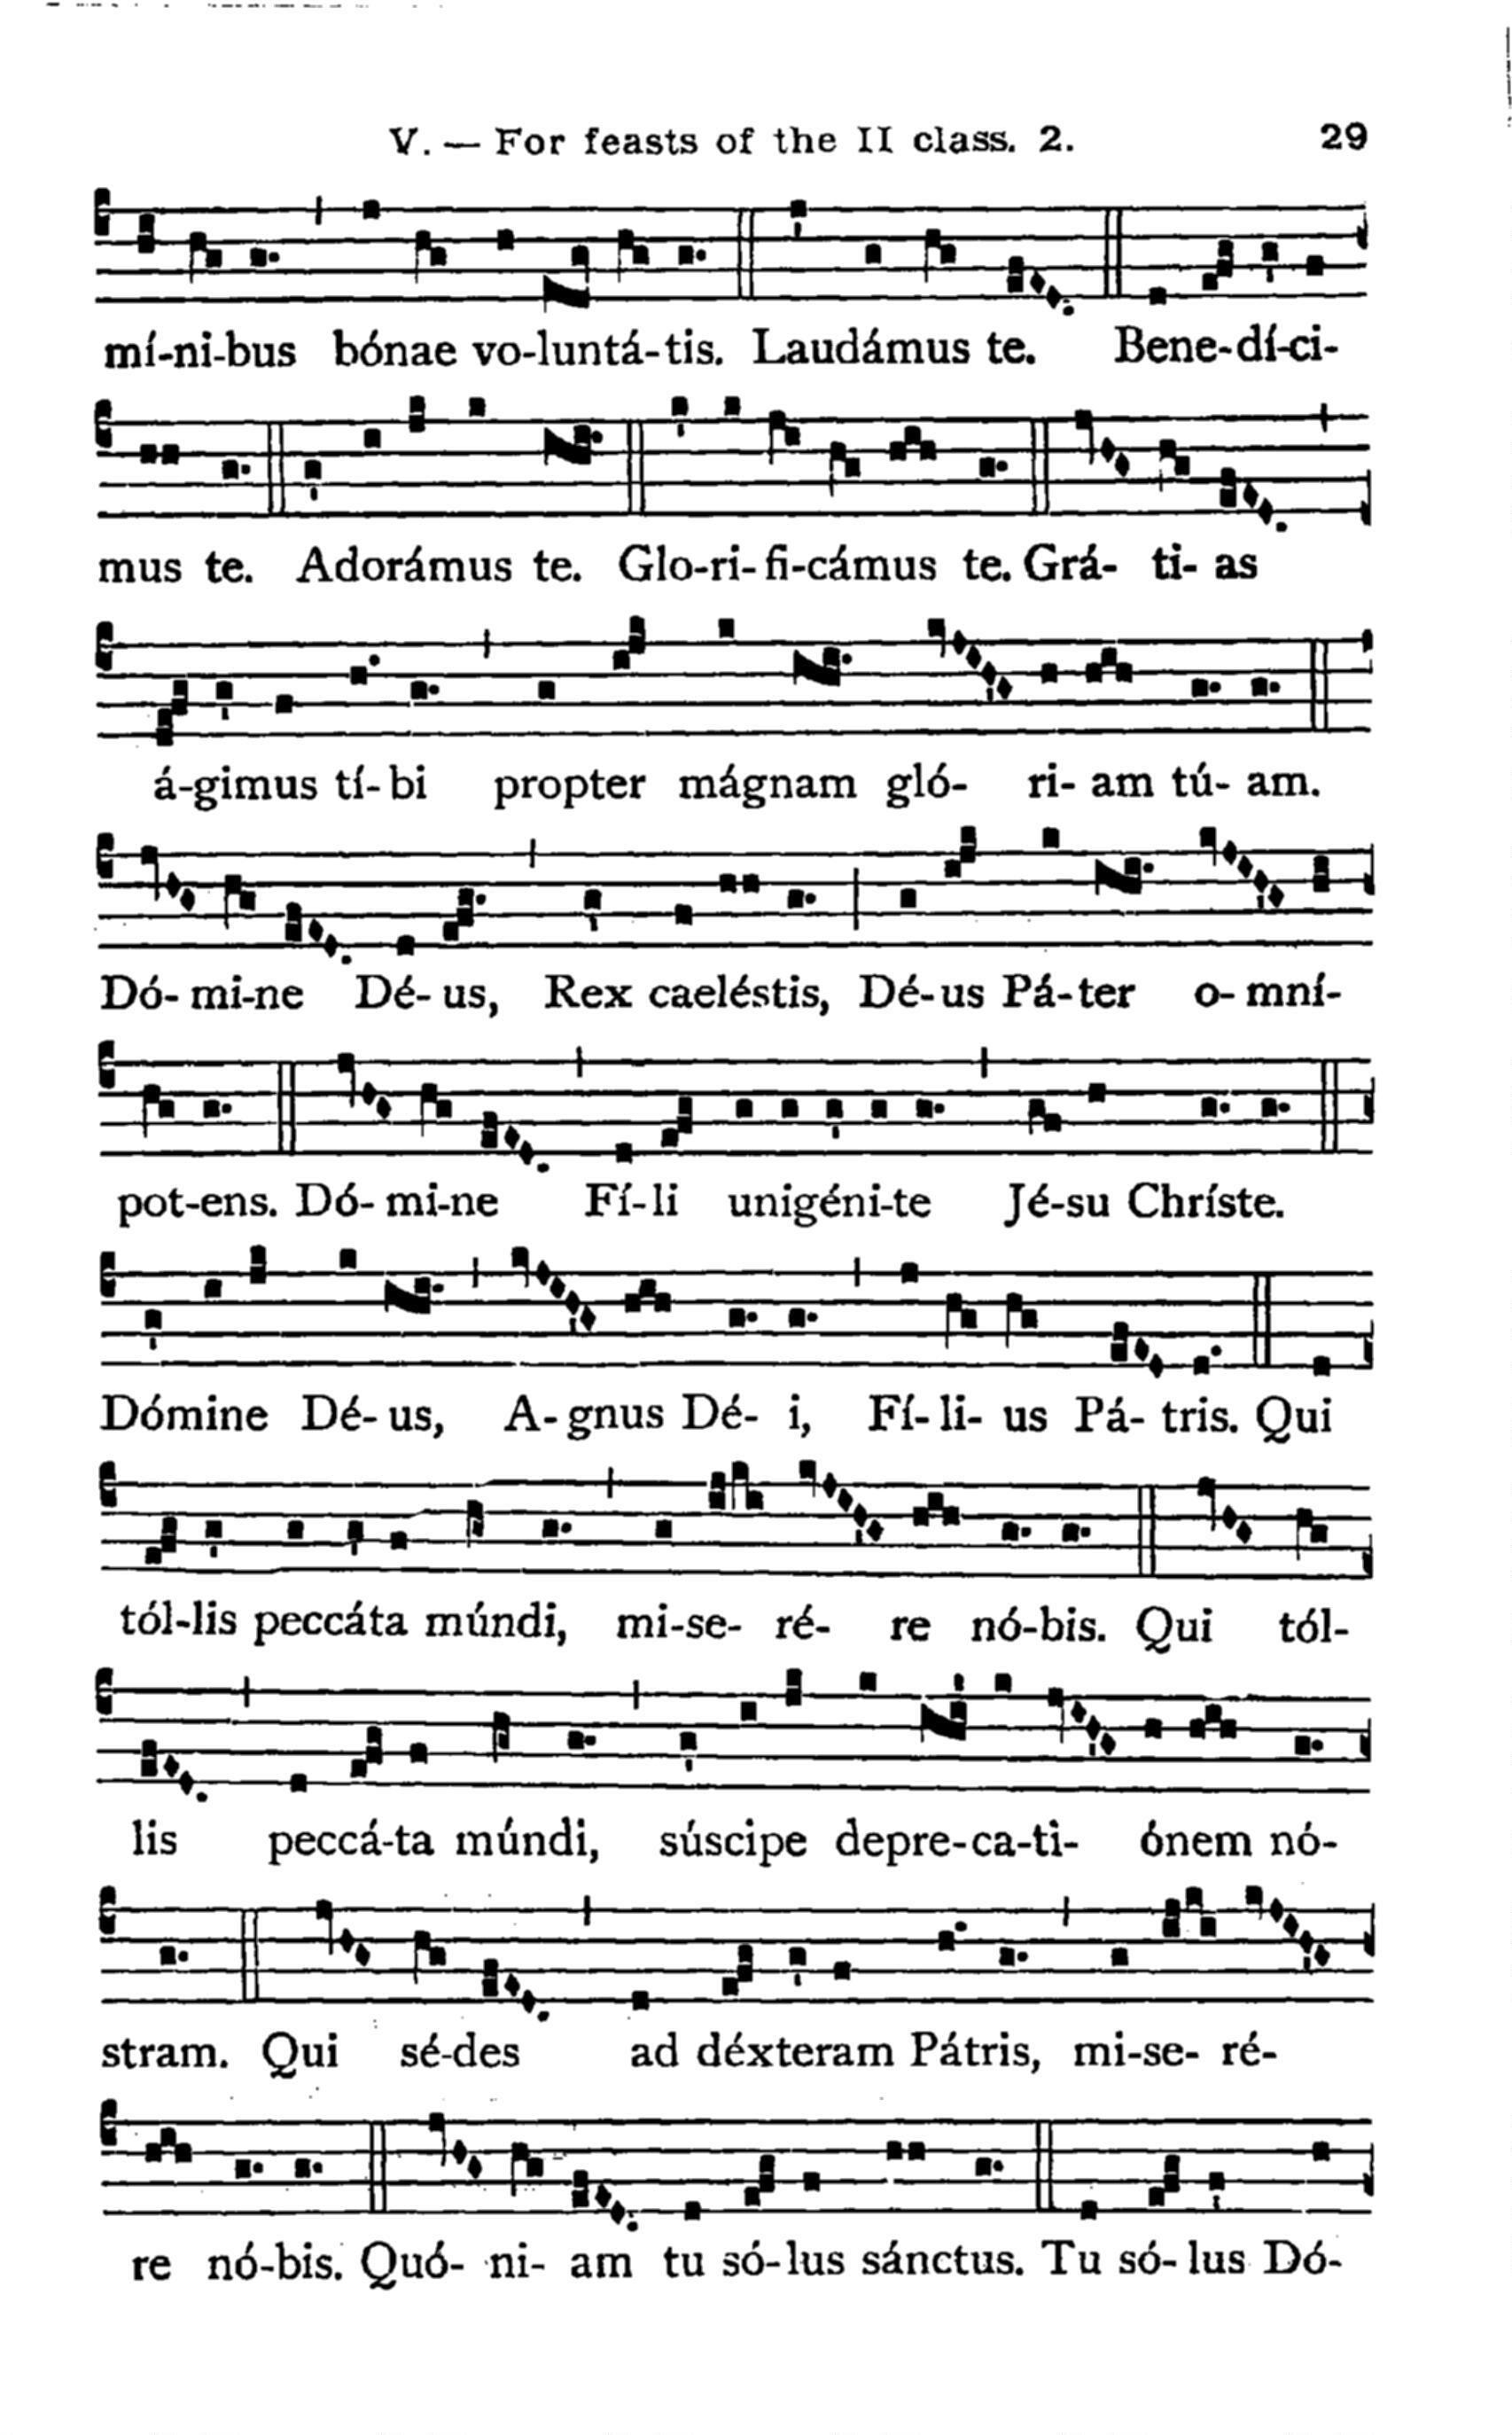 V. — For feasts of the II class. 2. 29
mí-ni-bus bónae vo-luntá-tis. Laudámus te. Bene-dí-ci-
mus te. Adorámus te. Glo-ri-fi-cámus te. Grá- ti- as
á-gimus tí-bi propter mágnam gló- ri- am tú- am.
Dó- mi-ne Dé- us, Rex caeléstis, Dé-us Pá-ter o- mní-
pot-ens. Dó- mi-ne Fí-li unigéni-te Jé-su Chríste.
Dómine Dé- us, A- gnus Dé- i, Fí- li- us Pá- tris. Qui
tól-lis peccáta múndi, mi-se- ré- re nó-bis. Qui tól-
lis peccá-ta múndi, súscipe depre-ca-ti- ónem nó-
stram. Qui sé-des ad déxteram Pátris, mi-se- ré-
re nó-bis. Quó- ni- am tu só-lus sánctus. Tu só- lus Dó-